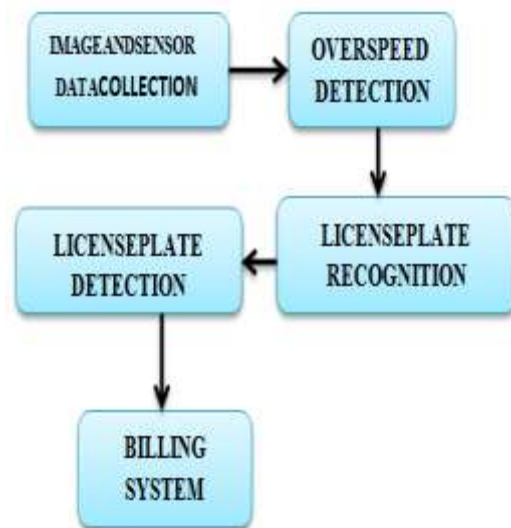 IMAGEANDSENSOR
DATACOLLECTION
OVERSPEED
DETECTION
LICENSEPLATE
RECOGNITION
LICENSEPLATE
DETECTION
BILLING
SYSTEM